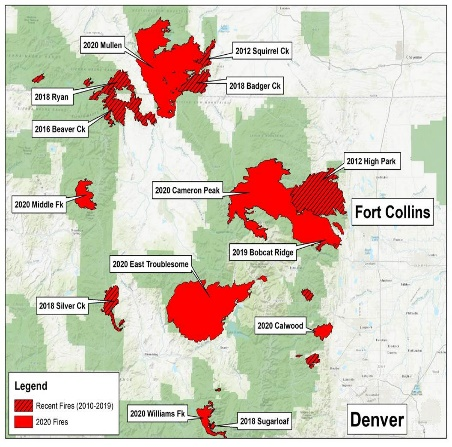 2020 Mullen
2012 Squirrel Ck
2018 Ryan
2018 Badger Ck
2016 Beaver Ck
2012 High Park
2020 Cameron Peak
2020 Middle Fk
Fort Collins
2019 Bobcat Ridge
2020 East Troublesome
2018 Silver Ck
2020 Calwood
Legend
Recent Fires (2010-2019)
2020 Fires
2020 Williams Fk
2018 Sugarloaf
Denver